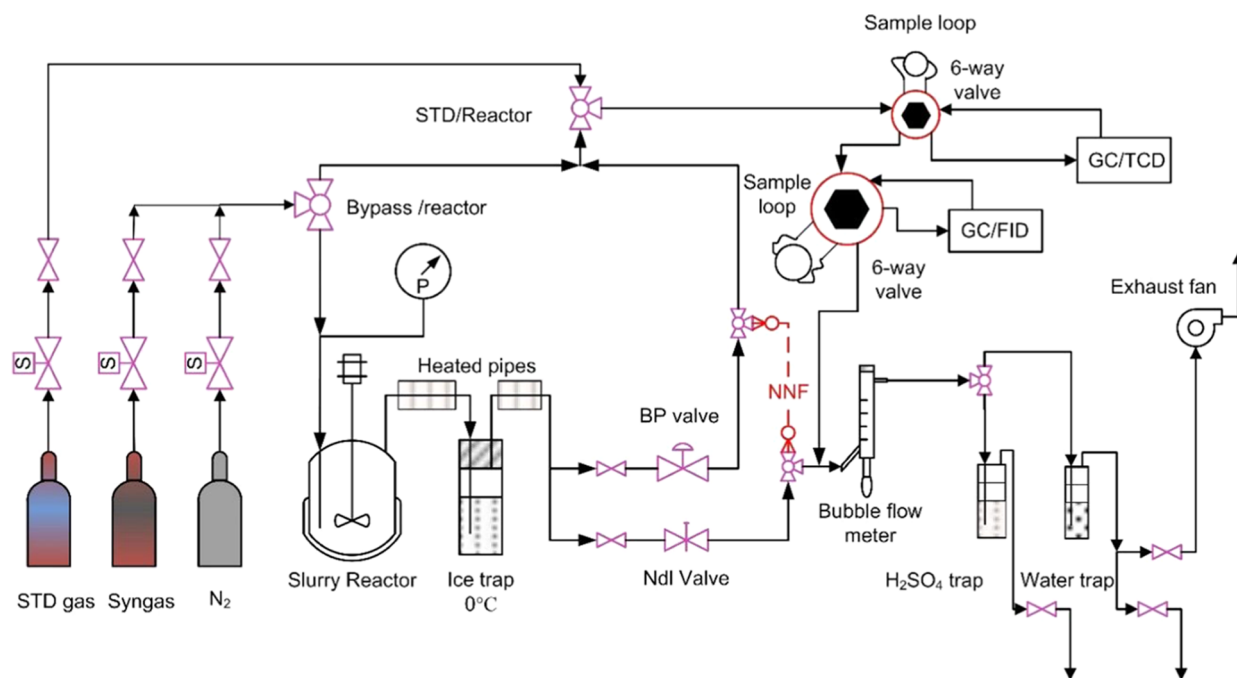 Sample loop
6-way
valve
STD/Reactor
GC/TCD
Sample
loop
Bypass /reactor
GC/FID
6-way
valve
P
Exhaust fan
S
S
S
Heated pipes
NNF
BP valve
Bubble flow
meter
Slurry Reactor
Ice trap
0°C
Ndl Valve
H₂SO₄ trap
Water trap
STD gas
Syngas
N₂